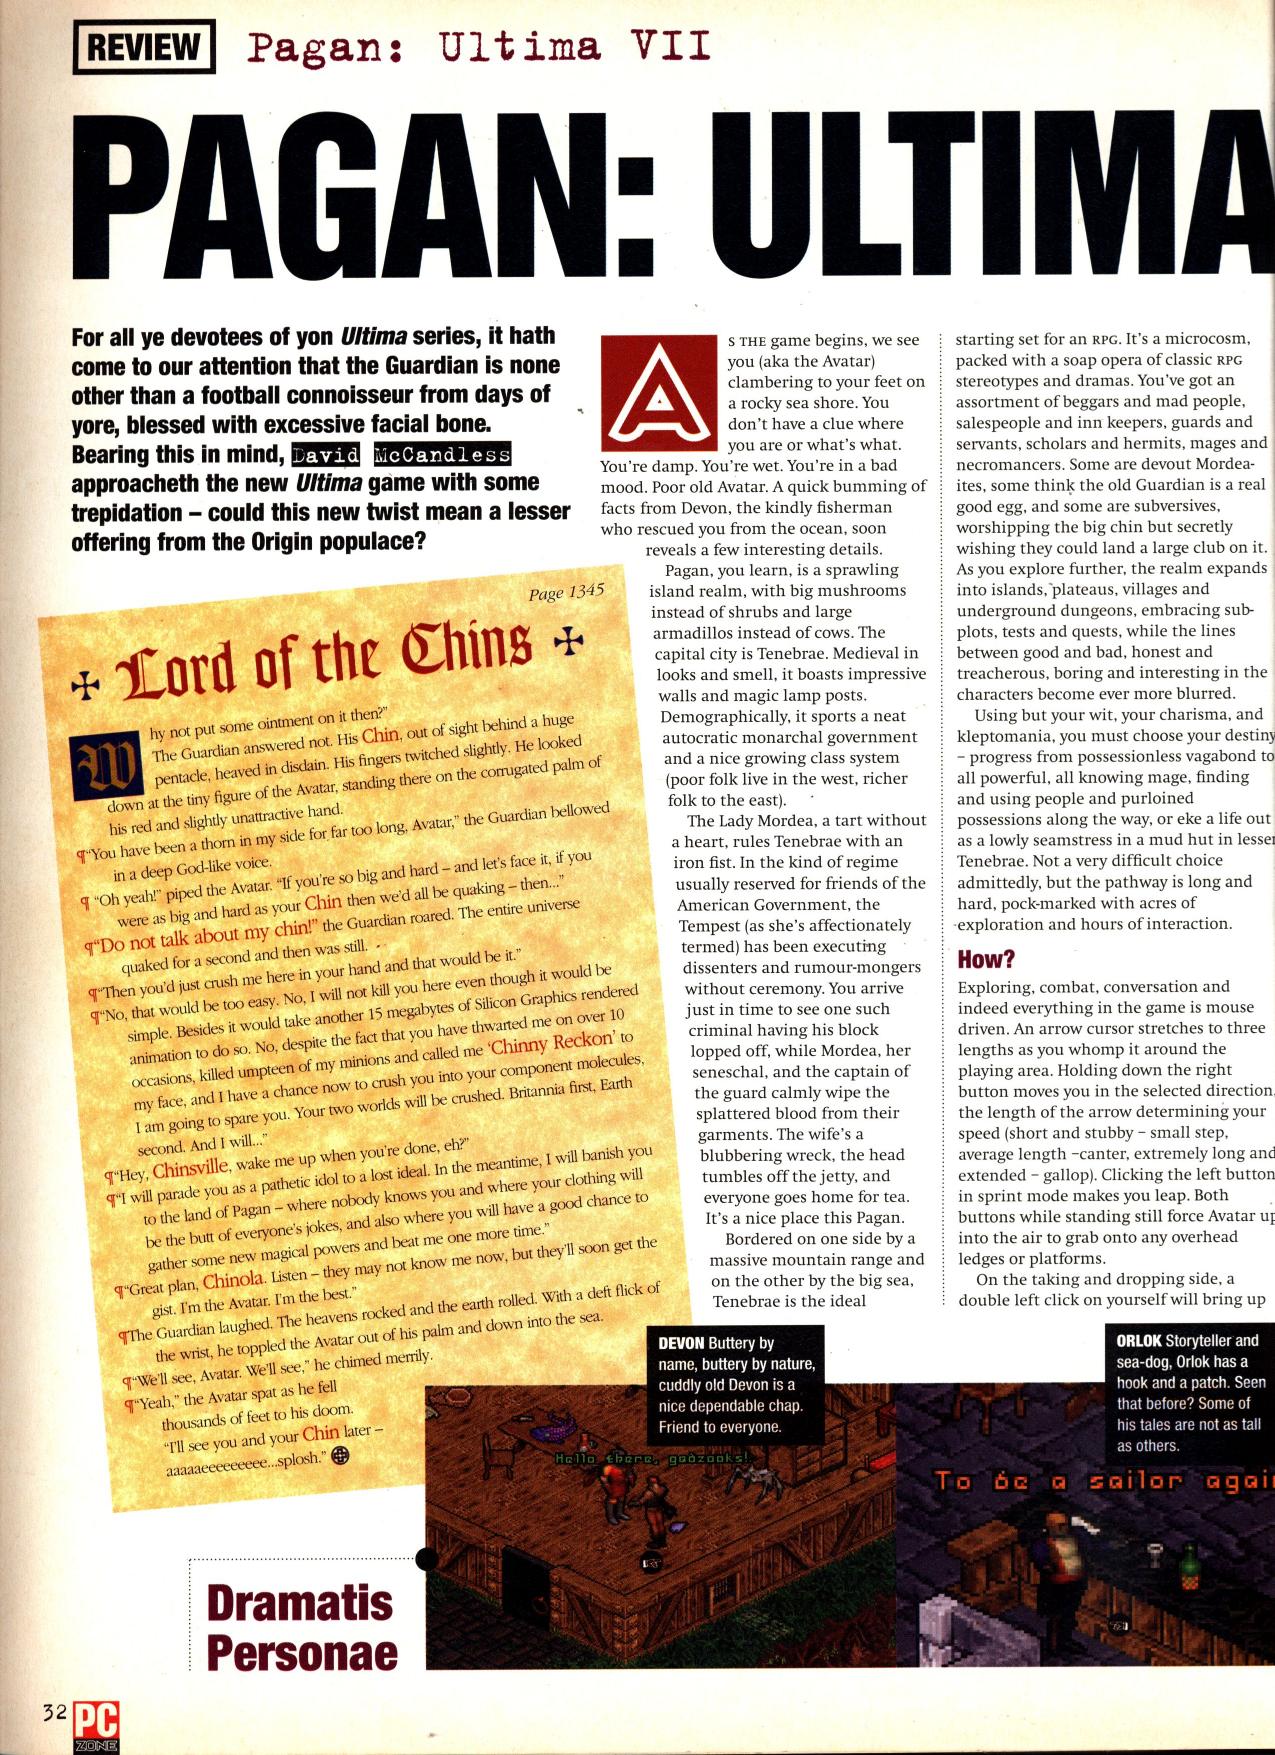 REVIEW Pagan: Ultima VII
PAGAN: ULTIMA
For all ye devotees of yon Ultima series, it hath
come to our attention that the Guardian is none
other than a football connoisseur from days of
yore, blessed with excessive facial bone.
Bearing this in mind, David McCandless
approacheth the new Ultima game with some
trepidation – could this new twist mean a lesser
offering from the Origin populace?
Page 1345
Lord of the Chins
Why not put some ointment on it then?"
The Guardian answered not. His Chin, out of sight behind a huge
pentacle, heaved in disdain. His fingers twitched slightly. He looked
down at the tiny figure of the Avatar, standing there on the corrugated palm of
his red and slightly unattractive hand.
¶"You have been a thorn in my side for far too long, Avatar," the Guardian bellowed
in a deep God-like voice.
¶ "Oh yeah!" piped the Avatar. "If you're so big and hard – and let's face it, if you
were as big and hard as your Chin then we'd all be quaking – then..."
¶"Do not talk about my chin!" the Guardian roared. The entire universe
quaked for a second and then was still.
¶"Then you'd just crush me here in your hand and that would be it."
¶"No, that would be too easy. No, I will not kill you here even though it would be
simple. Besides it would take another 15 megabytes of Silicon Graphics rendered
animation to do so. No, despite the fact that you have thwarted me on over 10
occasions, killed umpteen of my minions and called me 'Chinny Reckon' to
my face, and I have a chance now to crush you into your component molecules,
I am going to spare you. Your two worlds will be crushed. Britannia first, Earth
second. And I will..."
¶"Hey, Chinsville, wake me up when you're done, eh?"
¶"I will parade you as a pathetic idol to a lost ideal. In the meantime, I will banish you
to the land of Pagan – where nobody knows you and where your clothing will
be the butt of everyone's jokes, and also where you will have a good chance to
gather some new magical powers and beat me one more time."
¶"Great plan, Chinola. Listen – they may not know me now, but they'll soon get the
gist. I'm the Avatar. I'm the best."
¶The Guardian laughed. The heavens rocked and the earth rolled. With a deft flick of
the wrist, he toppled the Avatar out of his palm and down into the sea.
¶"We'll see, Avatar. We'll see," he chimed merrily.
¶"Yeah," the Avatar spat as he fell
thousands of feet to his doom.
"I'll see you and your Chin later –
aaaaaeeeeeeeee...splosh."
AS THE game begins, we see
you (aka the Avatar)
clambering to your feet on
a rocky sea shore. You
don't have a clue where
you are or what's what.
You're damp. You're wet. You're in a bad
mood. Poor old Avatar. A quick bumming of
facts from Devon, the kindly fisherman
who rescued you from the ocean, soon
reveals a few interesting details.
Pagan, you learn, is a sprawling
island realm, with big mushrooms
instead of shrubs and large
armadillos instead of cows. The
capital city is Tenebrae. Medieval in
looks and smell, it boasts impressive
walls and magic lamp posts.
Demographically, it sports a neat
autocratic monarchal government
and a nice growing class system
(poor folk live in the west, richer
folk to the east).
The Lady Mordea, a tart without
a heart, rules Tenebrae with an
iron fist. In the kind of regime
usually reserved for friends of the
American Government, the
Tempest (as she's affectionately
termed) has been executing
dissenters and rumour-mongers
without ceremony. You arrive
just in time to see one such
criminal having his block
lopped off, while Mordea, her
seneschal, and the captain of
the guard calmly wipe the
splattered blood from their
garments. The wife's a
blubbering wreck, the head
tumbles off the jetty, and
everyone goes home for tea.
It's a nice place this Pagan.
Bordered on one side by a
massive mountain range and
on the other by the big sea,
Tenebrae is the ideal
starting set for an RPG. It's a microcosm,
packed with a soap opera of classic RPG
stereotypes and dramas. You've got an
assortment of beggars and mad people,
salespeople and inn keepers, guards and
servants, scholars and hermits, mages and
necromancers. Some are devout Mordea-
ites, some think the old Guardian is a real
good egg, and some are subversives,
worshipping the big chin but secretly
wishing they could land a large club on it.
As you explore further, the realm expands
into islands, plateaus, villages and
underground dungeons, embracing sub-
plots, tests and quests, while the lines
between good and bad, honest and
treacherous, boring and interesting in the
characters become ever more blurred.
Using but your wit, your charisma, and
kleptomania, you must choose your destiny
– progress from possessionless vagabond to
all powerful, all knowing mage, finding
and using people and purloined
possessions along the way, or eke a life out
as a lowly seamstress in a mud hut in lesser
Tenebrae. Not a very difficult choice
admittedly, but the pathway is long and
hard, pock-marked with acres of
exploration and hours of interaction.
How?
Exploring, combat, conversation and
indeed everything in the game is mouse
driven. An arrow cursor stretches to three
lengths as you whomp it around the
playing area. Holding down the right
button moves you in the selected direction,
the length of the arrow determining your
speed (short and stubby – small step,
average length –canter, extremely long and
extended – gallop). Clicking the left button
in sprint mode makes you leap. Both
buttons while standing still force Avatar up
into the air to grab onto any overhead
ledges or platforms.
On the taking and dropping side, a
double left click on yourself will bring up
DEVON Buttery by
name, buttery by nature,
cuddly old Devon is a
nice dependable chap.
Friend to everyone.
Hello there, gadzooks!
ORLOK Storyteller and
sea-dog, Orlok has a
hook and a patch. Seen
that before? Some of
his tales are not as tall
as others.
To be a sailor again
Dramatis
Personae
32 PC
ZONE